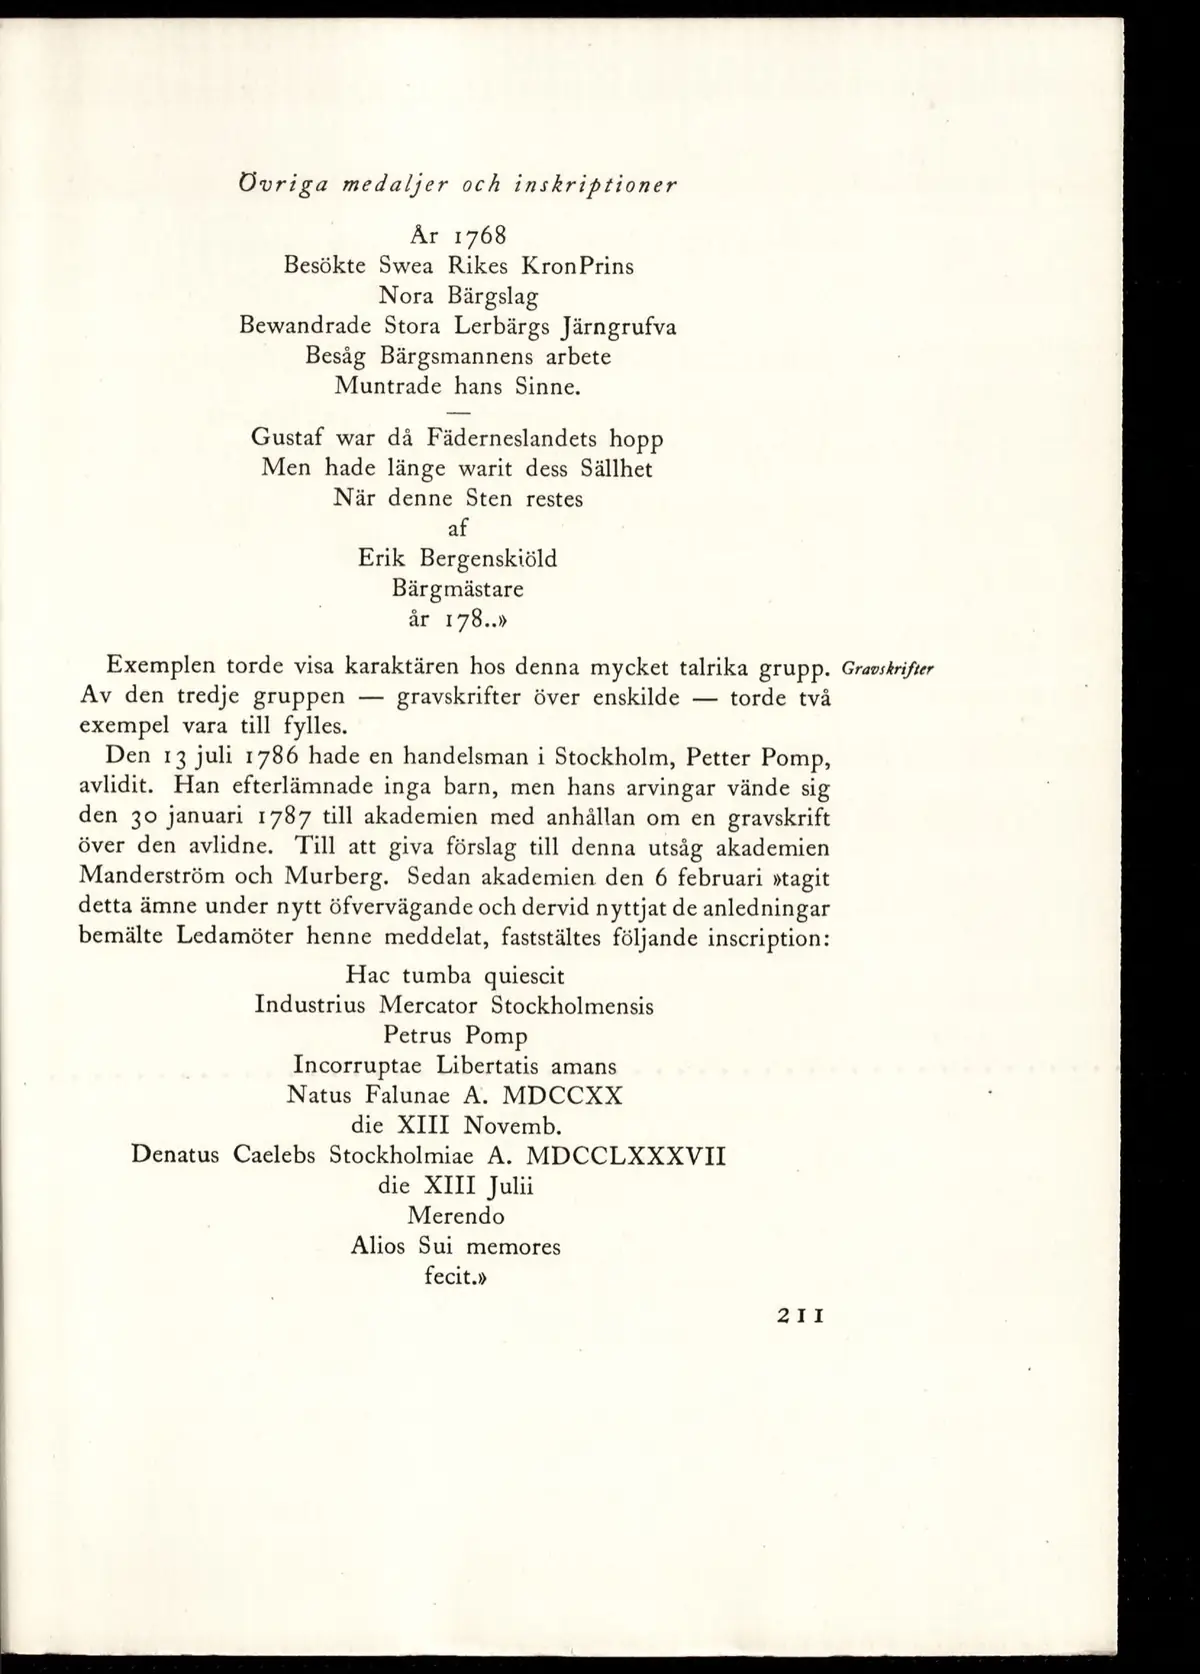 Övriga medaljer och inskriptioner
År 1768
Besökte Swea Rikes KronPrins
Nora Bärgslag
Bewandrade Stora Lerbärgs Järngrufva
Besåg Bärgsmannens arbete
Muntrade hans Sinne.
—
Gustaf war då Fäderneslandets hopp
Men hade länge warit dess Sällhet
När denne Sten restes
af
Erik Bergenskiöld
Bärgmästare
år 178..»
Exemplen torde visa karaktären hos denna mycket talrika grupp. Gravskrifter
Av den tredje gruppen — gravskrifter över enskilde — torde två
exempel vara till fylles.
Den 13 juli 1786 hade en handelsman i Stockholm, Petter Pomp,
avlidit. Han efterlämnade inga barn, men hans arvingar vände sig
den 30 januari 1787 till akademien med anhållan om en gravskrift
över den avlidne. Till att giva förslag till denna utsåg akademien
Manderström och Murberg. Sedan akademien den 6 februari »tagit
detta ämne under nytt öfvervägande och dervid nyttjat de anledningar
bemälte Ledamöter henne meddelat, faststältes följande inscription:
Hac tumba quiescit
Industrius Mercator Stockholmensis
Petrus Pomp
Incorruptae Libertatis amans
Natus Falunae A. MDCCXX
die XIII Novemb.
Denatus Caelebs Stockholmiae A. MDCCLXXXVII
die XIII Julii
Merendo
Alios Sui memores
fecit.»
211